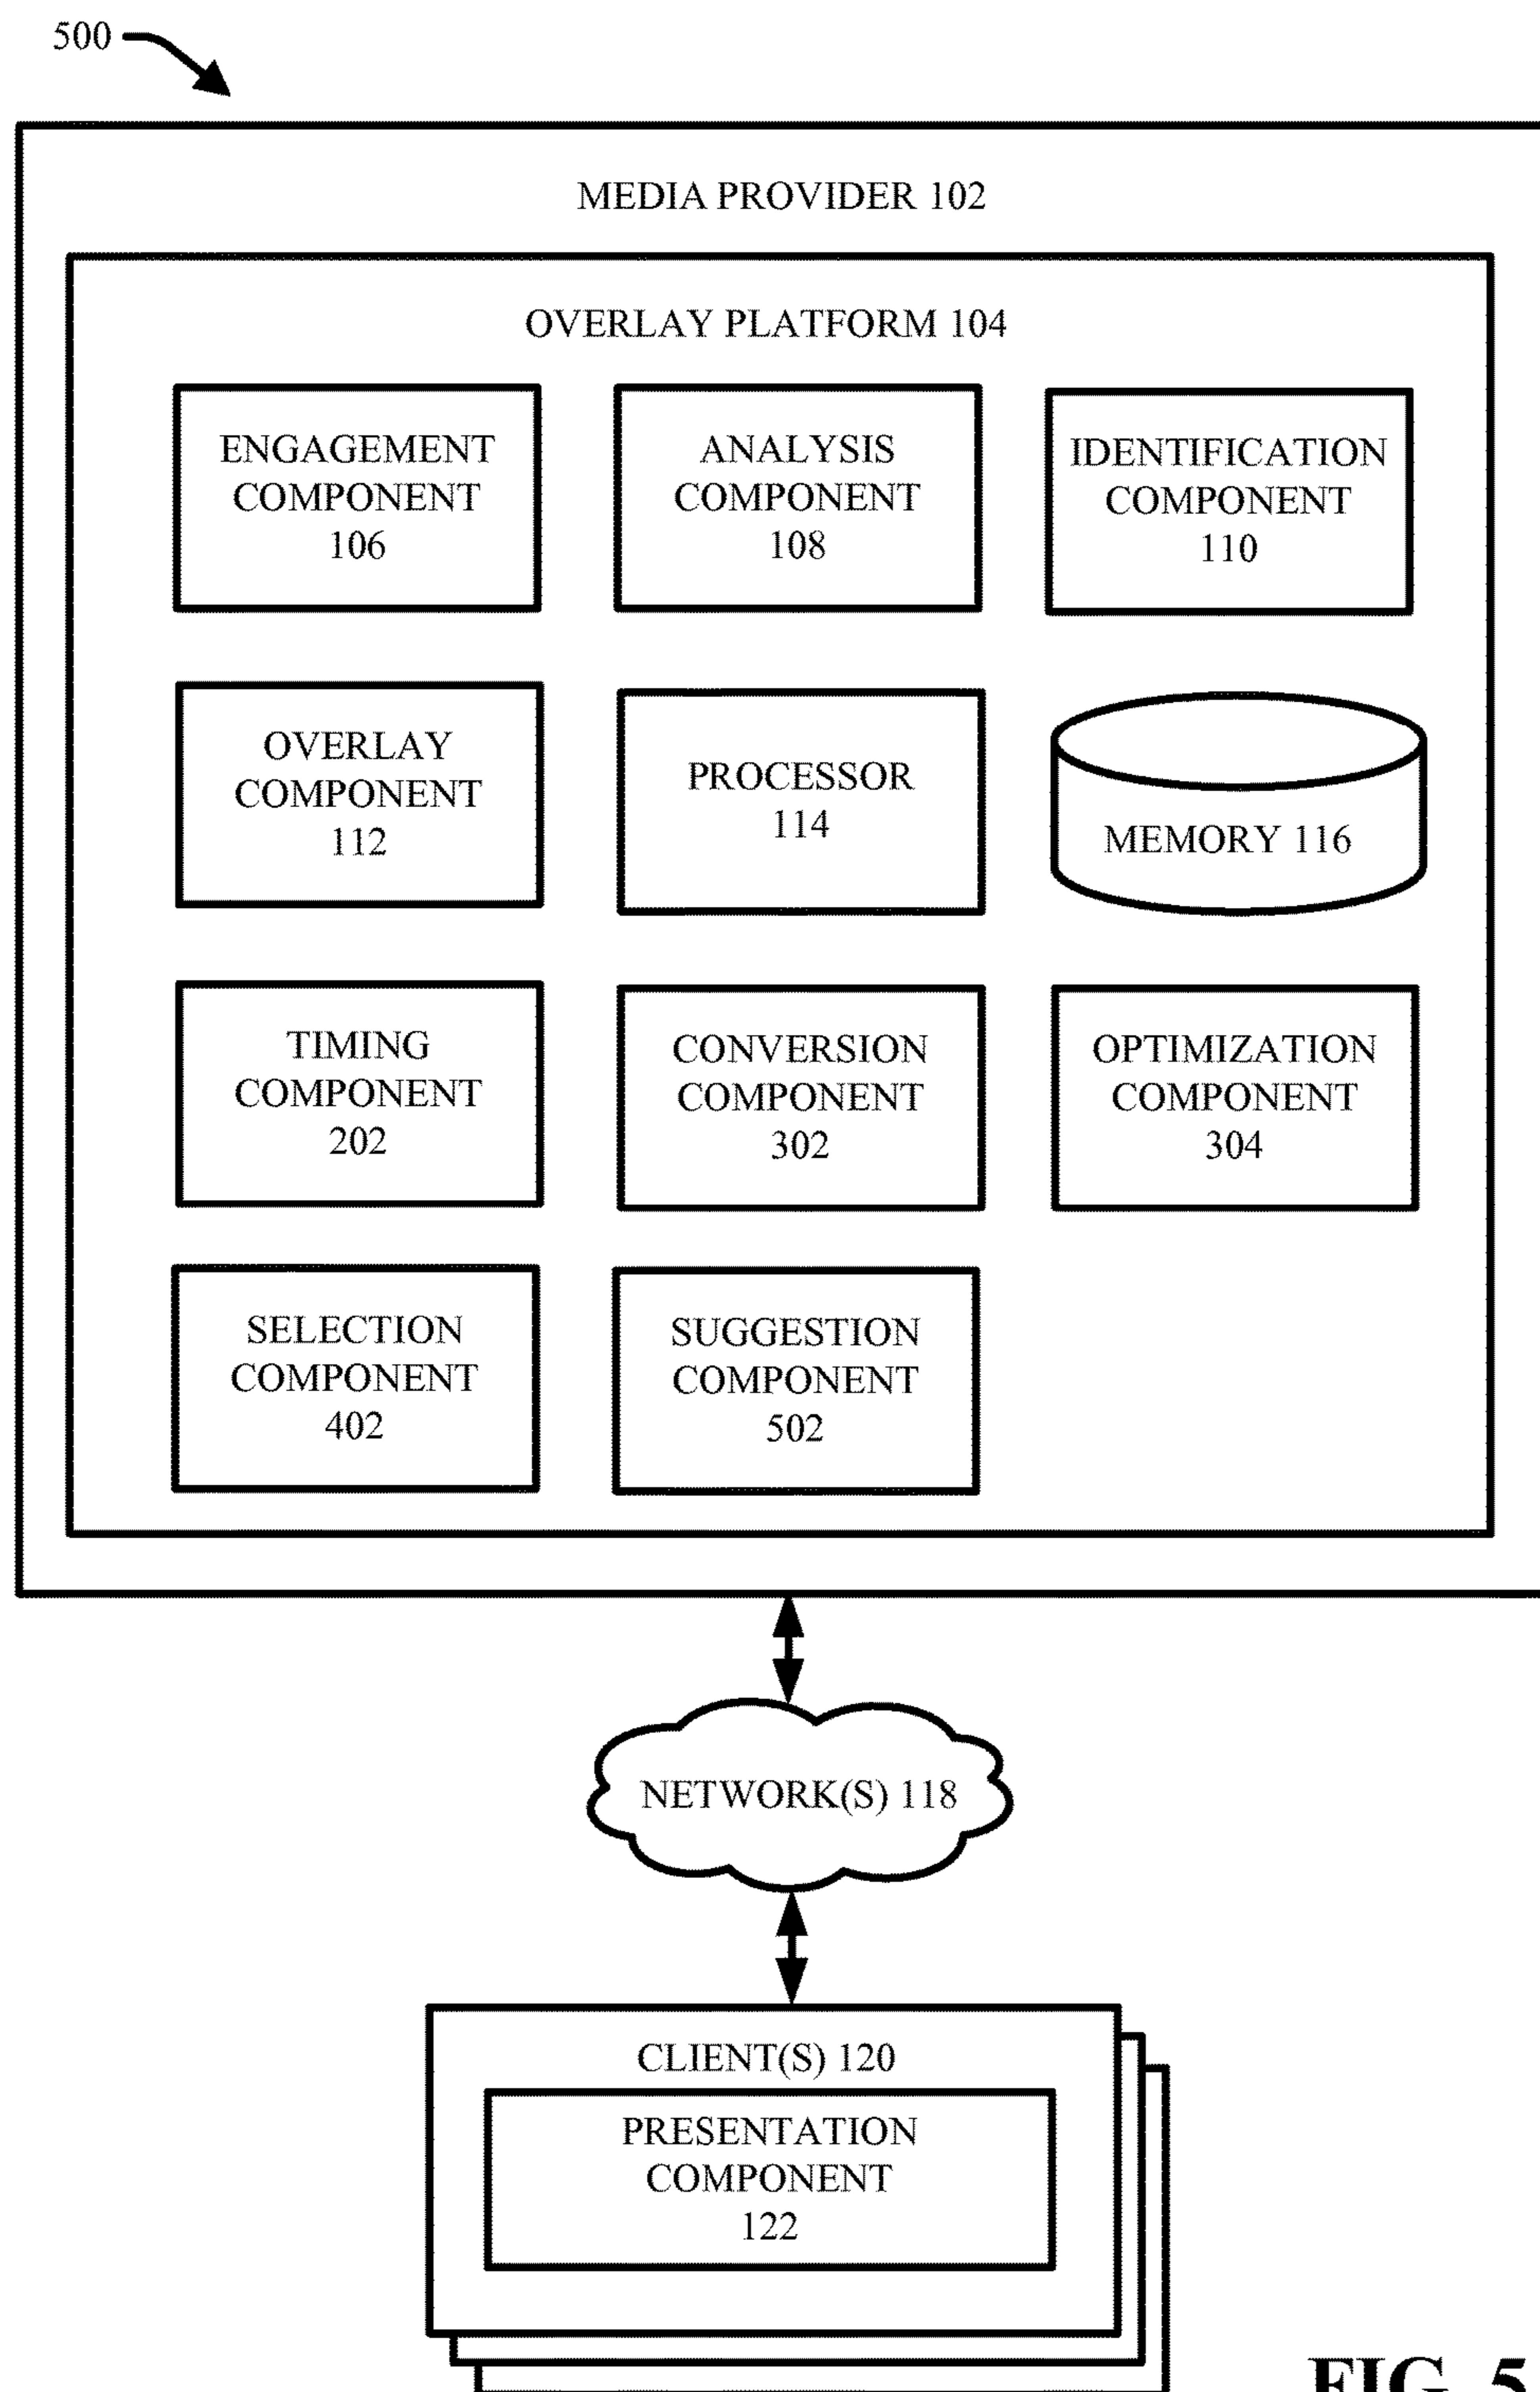 500
MEDIA PROVIDER 102
OVERLAY PLATFORM 104
ENGAGEMENT
COMPONENT
106
ANALYSIS
COMPONENT
108
IDENTIFICATION
COMPONENT
110
OVERLAY
COMPONENT
112
PROCESSOR
114
MEMORY 116
TIMING
COMPONENT
202
CONVERSION
COMPONENT
302
OPTIMIZATION
COMPONENT
304
SELECTION
COMPONENT
402
SUGGESTION
COMPONENT
502
NETWORK(S) 118
CLIENT(S) 120
PRESENTATION
COMPONENT
122
FIG. 5